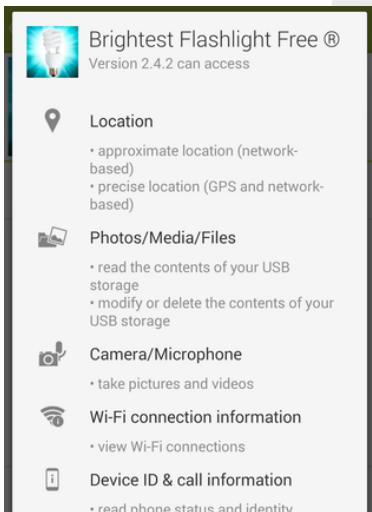 Brightest Flashlight Free ®
Version 2.4.2 can access
Location
• approximate location (network-
based)
• precise location (GPS and network-
based)
Photos/Media/Files
• read the contents of your USB
storage
• modify or delete the contents of your
USB storage
Camera/Microphone
• take pictures and videos
Wi-Fi connection information
• view Wi-Fi connections
Device ID & call information
• read phone status and identity